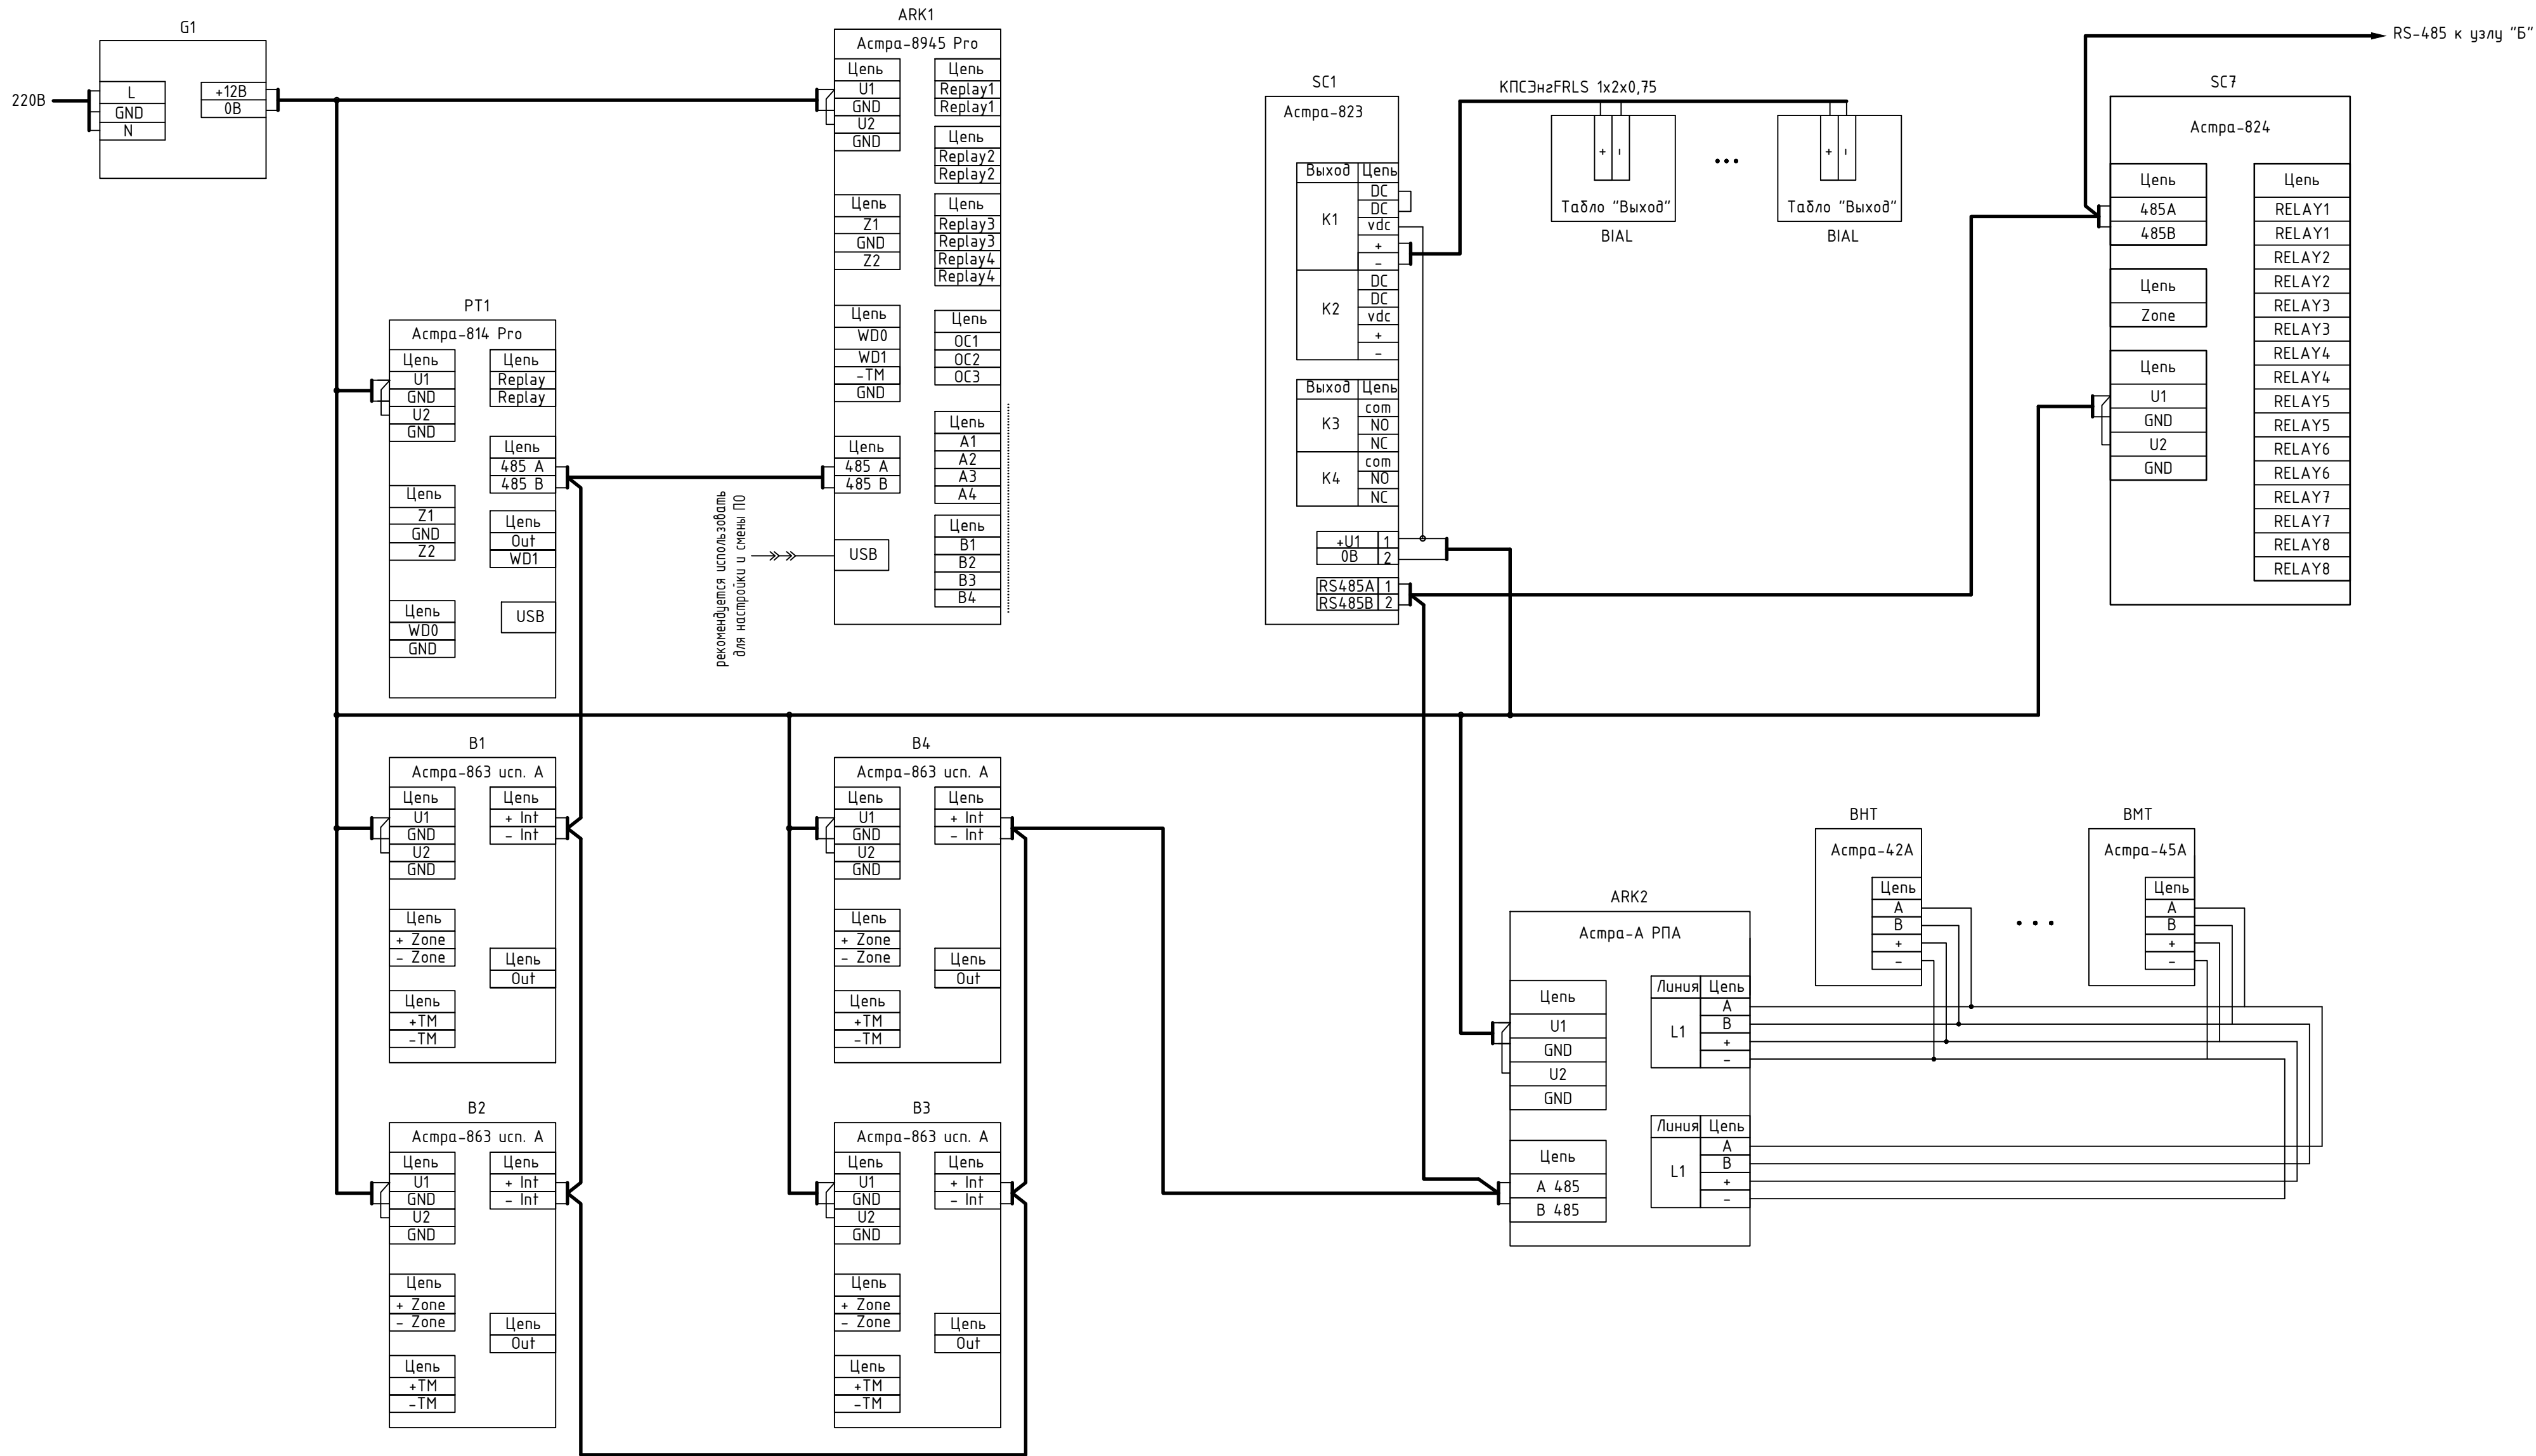 G1
220В
L
GND
N
+12В
0В
ARK1
Астра-8945 Pro
Цепь
U1
GND
U2
GND
Цепь
Z1
GND
Z2
Цепь
WD0
WD1
-TM
GND
Цепь
485 A
485 B
USB
Цепь
Replay1
Replay1
Цепь
Replay2
Replay2
Цепь
Replay3
Replay3
Replay4
Replay4
Цепь
OC1
OC2
OC3
Цепь
A1
A2
A3
A4
Цепь
B1
B2
B3
B4
рекомендуется использовать
для настройки и смены ПО
PT1
Астра-814 Pro
Цепь
U1
GND
U2
GND
Цепь
Z1
GND
Z2
Цепь
WD0
GND
Цепь
Replay
Replay
Цепь
485 A
485 B
Цепь
Out
WD1
USB
SC1
Астра-823
Выход Цепь
K1
DC
DC
vdc
+
-
K2
DC
DC
vdc
+
-
Выход Цепь
K3
com
NO
NC
K4
com
NO
NC
+U1 1
0В 2
RS485A 1
RS485B 2
КПСЭнгFRLS 1x2x0,75
+ -
Табло "Выход"
BIAL
...
+ -
Табло "Выход"
BIAL
RS-485 к узлу "Б"
SC7
Астра-824
Цепь
485A
485B
Цепь
Zone
Цепь
U1
GND
U2
GND
Цепь
RELAY1
RELAY1
RELAY2
RELAY2
RELAY3
RELAY3
RELAY4
RELAY4
RELAY5
RELAY5
RELAY6
RELAY6
RELAY7
RELAY7
RELAY8
RELAY8
B1
Астра-863 исп. А
Цепь
U1
GND
U2
GND
Цепь
+ Zone
- Zone
Цепь
+TM
-TM
Цепь
+ Int
- Int
Цепь
Out
B4
Астра-863 исп. А
Цепь
U1
GND
U2
GND
Цепь
+ Zone
- Zone
Цепь
+TM
-TM
Цепь
+ Int
- Int
Цепь
Out
B2
Астра-863 исп. А
Цепь
U1
GND
U2
GND
Цепь
+ Zone
- Zone
Цепь
+TM
-TM
Цепь
+ Int
- Int
Цепь
Out
B3
Астра-863 исп. А
Цепь
U1
GND
U2
GND
Цепь
+ Zone
- Zone
Цепь
+TM
-TM
Цепь
+ Int
- Int
Цепь
Out
ARK2
Астра-А РПА
Цепь
U1
GND
U2
GND
Цепь
A 485
B 485
Линия Цепь
L1
A
B
+
-
Линия Цепь
L1
A
B
+
-
BHT
Астра-42А
Цепь
A
B
+
-
...
BMT
Астра-45А
Цепь
A
B
+
-